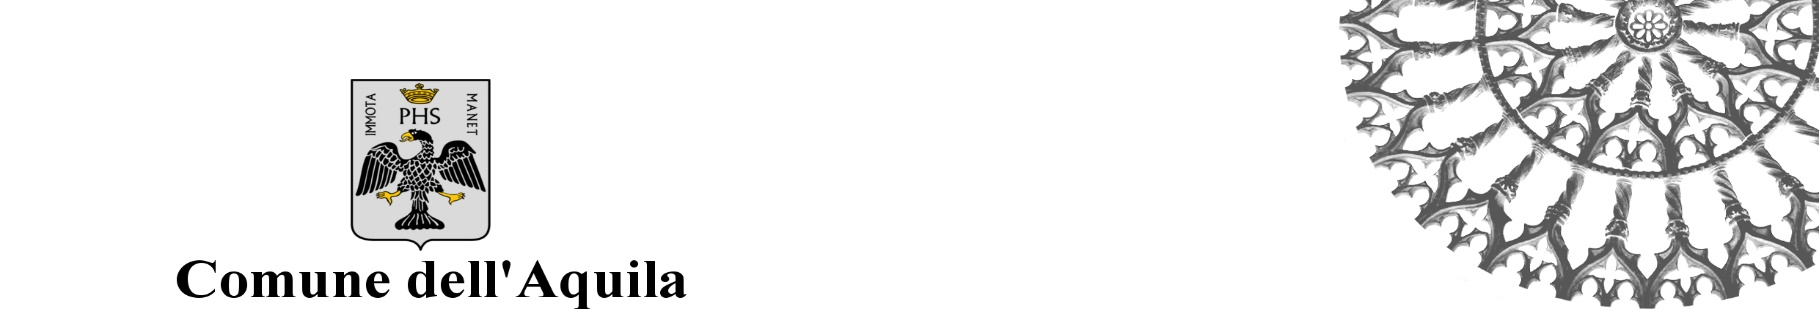 PHS
IMMOTA
MANET
Comune dell'Aquila